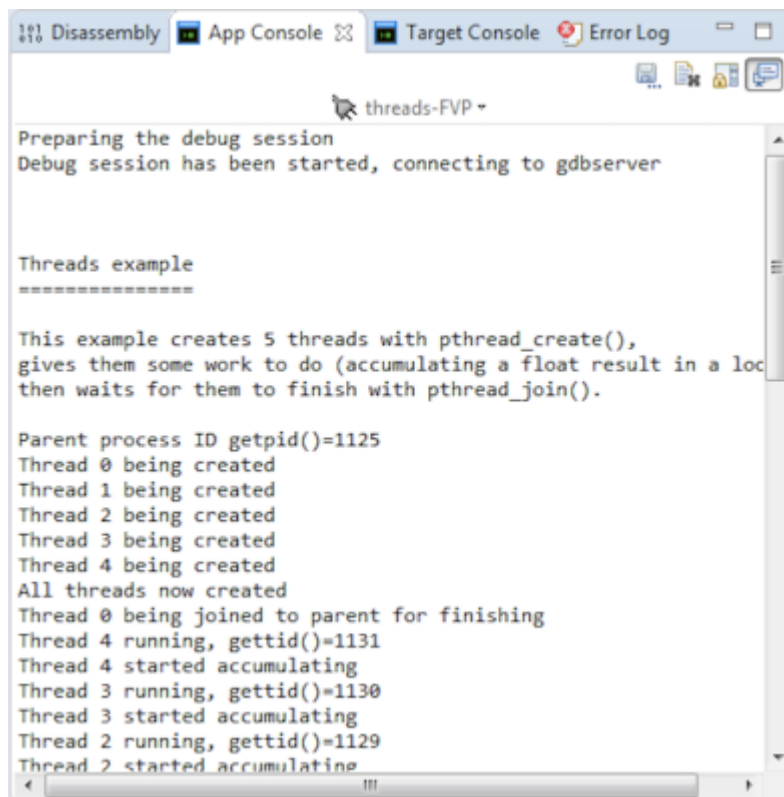 Disassembly App Console Target Console Error Log
threads-FVP
Preparing the debug session
Debug session has been started, connecting to gdbserver
Threads example
===============
This example creates 5 threads with pthread_create(),
gives them some work to do (accumulating a float result in a loc
then waits for them to finish with pthread_join().
Parent process ID getpid()=1125
Thread 0 being created
Thread 1 being created
Thread 2 being created
Thread 3 being created
Thread 4 being created
All threads now created
Thread 0 being joined to parent for finishing
Thread 4 running, gettid()=1131
Thread 4 started accumulating
Thread 3 running, gettid()=1130
Thread 3 started accumulating
Thread 2 running, gettid()=1129
Thread 2 started accumulating